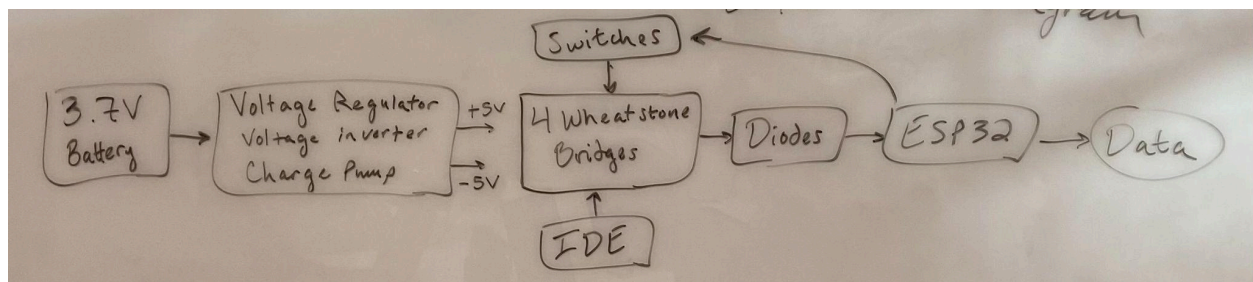 Switches
3.7V
Battery
Voltage Regulator
Voltage inverter
Charge Pump
+5V
-5V
4 Wheatstone
Bridges
Diodes
ESP32
Data
IDE